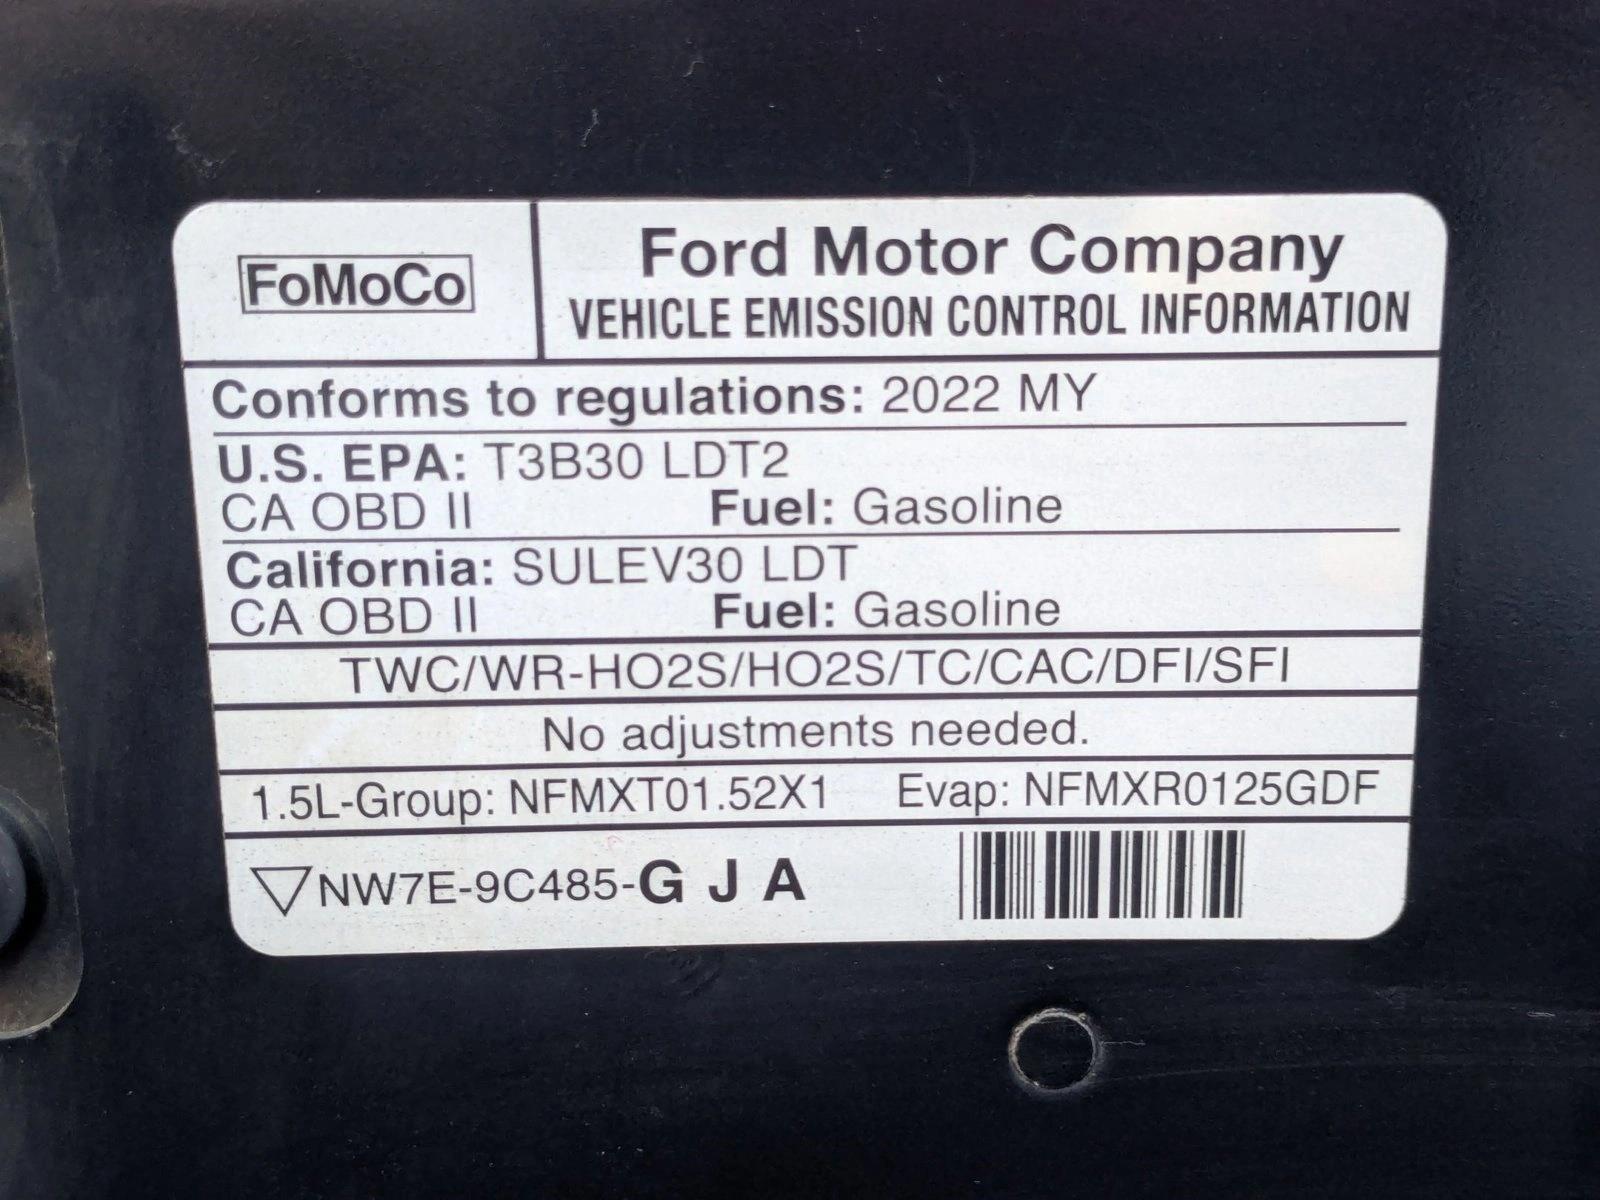 FoMoCo
Ford Motor Company
VEHICLE EMISSION CONTROL INFORMATION
Conforms to regulations: 2022 MY
U.S. EPA: T3B30 LDT2
CA OBD II Fuel: Gasoline
California: SULEV30 LDT
CA OBD II Fuel: Gasoline
TWC/WR-HO2S/HO2S/TC/CAC/DFI/SFI
No adjustments needed.
1.5L-Group: NFMXT01.52X1 Evap: NFMXR0125GDF
NW7E-9C485-G J A